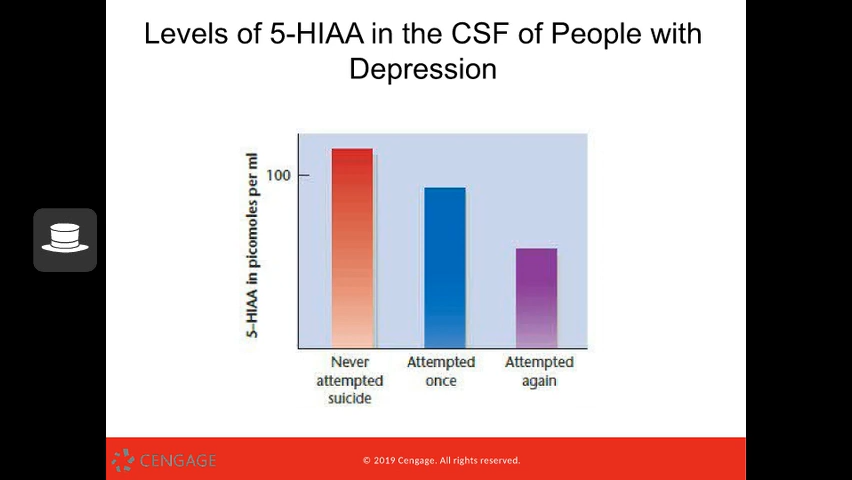 Levels of 5-HIAA in the CSF of People with
Depression
5-HIAA in picomoles per ml
100
Never
attempted
suicide
Attempted
once
Attempted
again
CENGAGE
© 2019 Cengage. All rights reserved.